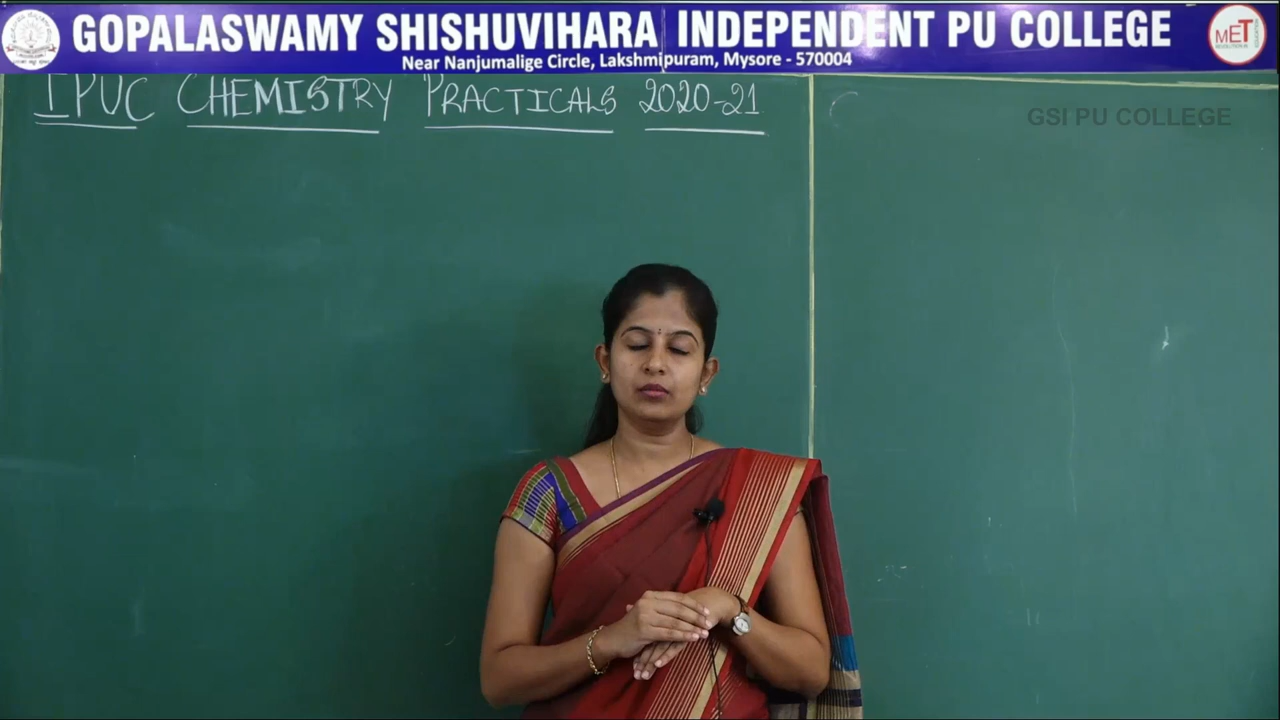 GOPALASWAMY SHISHUVIHARA INDEPENDENT PU COLLEGE
Near Nanjumalige Circle, Lakshmipuram, Mysore - 570004
MET
I PUC CHEMISTRY PRACTICALS 2020-21
GSI PU COLLEGE